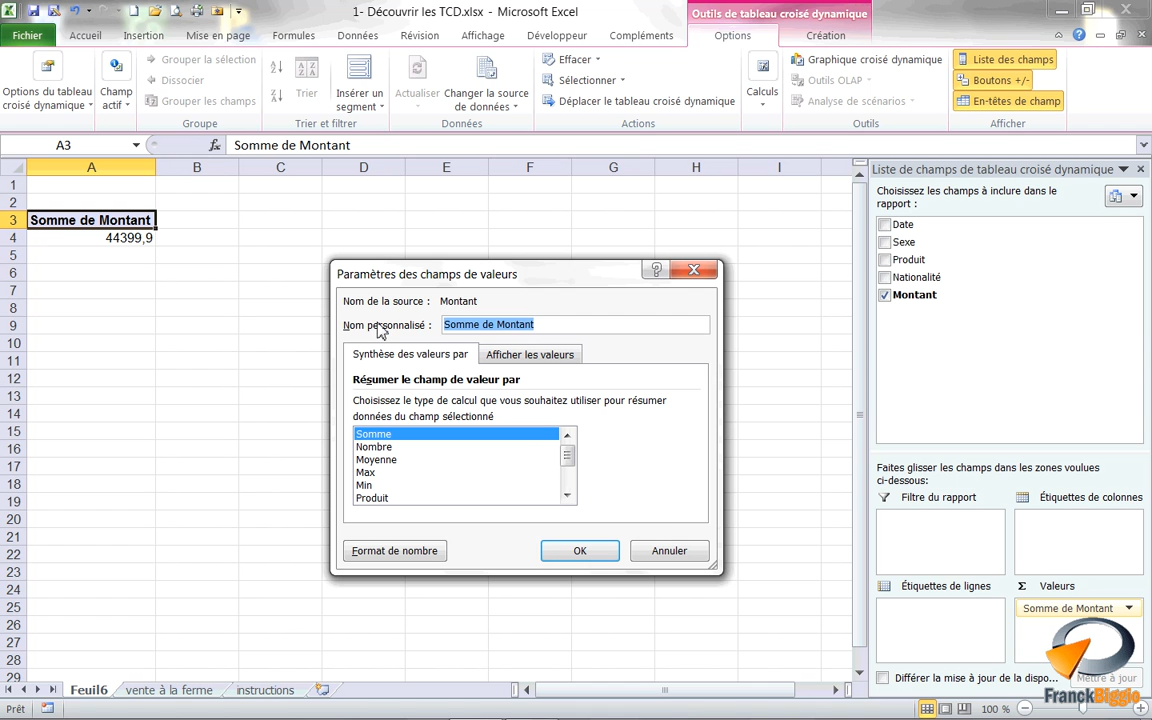 1- Découvrir les TCD.xlsx - Microsoft Excel
Outils de tableau croisé dynamique
Fichier
Accueil
Insertion
Mise en page
Formules
Données
Révision
Affichage
Développeur
Compléments
Options
Création
Options du tableau
croisé dynamique
Champ
actif
Grouper la sélection
Dissocier
Grouper les champs
Groupe
Trier
Insérer un
segment
Trier et filtrer
Actualiser
Changer la source
de données
Données
Effacer
Sélectionner
Déplacer le tableau croisé dynamique
Actions
Calculs
Graphique croisé dynamique
Outils OLAP
Analyse de scénarios
Outils
Liste des champs
Boutons +/-
En-têtes de champ
Afficher
A3
fx
Somme de Montant
A B C D E F G H I
1
2
3 Somme de Montant
4 44399,9
5
6
7
8
9
10
11
12
13
14
15
16
17
18
19
20
21
22
23
24
25
26
27
28
29
Paramètres des champs de valeurs
Nom de la source : Montant
Nom personnalisé : Somme de Montant
Synthèse des valeurs par
Afficher les valeurs
Résumer le champ de valeur par
Choisissez le type de calcul que vous souhaitez utiliser pour résumer
données du champ sélectionné
Somme
Nombre
Moyenne
Max
Min
Produit
Format de nombre
OK
Annuler
Liste de champs de tableau croisé dynamique
Choisissez les champs à inclure dans le
rapport :
Date
Sexe
Produit
Nationalité
Montant
Faites glisser les champs dans les zones voulues
ci-dessous:
Filtre du rapport
Étiquettes de colonnes
Étiquettes de lignes
Σ Valeurs
Somme de Montant
Différer la mise à jour de la dispo...
Mettre à jour
FranckBiggio
Feuil6
vente à la ferme
instructions
Prêt
100 %